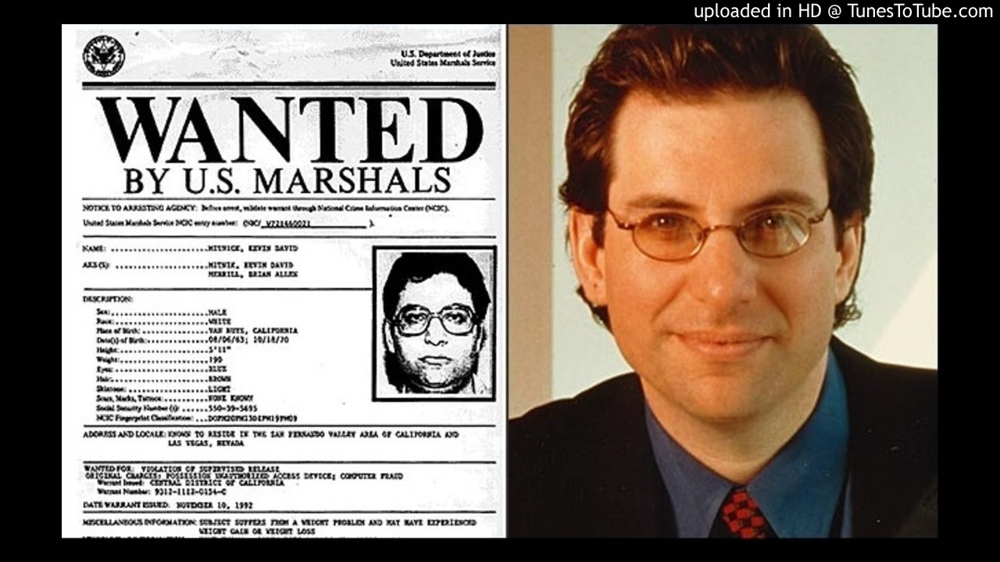 uploaded in HD @ TunesToTube.com
U.S. Department of Justice
United States Marshals Service
WANTED
BY U.S. MARSHALS
NOTICE TO ARRESTING AGENCY: Before arrest, validate warrant through National Crime Information Center (NCIC).
United States Marshals Service NCIC entry number: (NIC/ W721460021 ).
NAME: ......................MITNICK, KEVIN DAVID
AKS (S): ......................MITNIK, KEVIN DAVID
MERRILL, BRIAN ALLEN
DESCRIPTION:
Sex:......................MALE
Race:......................WHITE
Place of Birth:......................VAN NUYS, CALIFORNIA
Date(s) of Birth:......................08/06/63; 10/18/70
Height:......................5'11"
Weight:......................190
Eyes:......................BLUE
Hair:......................BROWN
Skintone:......................LIGHT
Scars, Marks, Tattoos:..........NONE KNOWN
Social Security Number (s):......
NCIC Fingerprint Classification:...
ADDRESS AND LOCALE: KNOWN TO RESIDE IN THE SAN FERNANDO VALLEY AREA OF CALIFORNIA AND
LAS VEGAS, NEVADA
WANTED FOR: VIOLATION OF SUPERVISED RELEASE
ORIGINAL CHARGES: POSSESSION UNAUTHORIZED ACCESS DEVICE; COMPUTER FRAUD
Warrant Issued: CENTRAL DISTRICT OF CALIFORNIA
Warrant Number: 9312-1112-0154-C
DATE WARRANT ISSUED: NOVEMBER 10, 1992
MISCELLANEOUS INFORMATION: SUBJECT SUFFERS FROM A WEIGHT PROBLEM AND MAY HAVE EXPERIENCED
WEIGHT GAIN OR WEIGHT LOSS